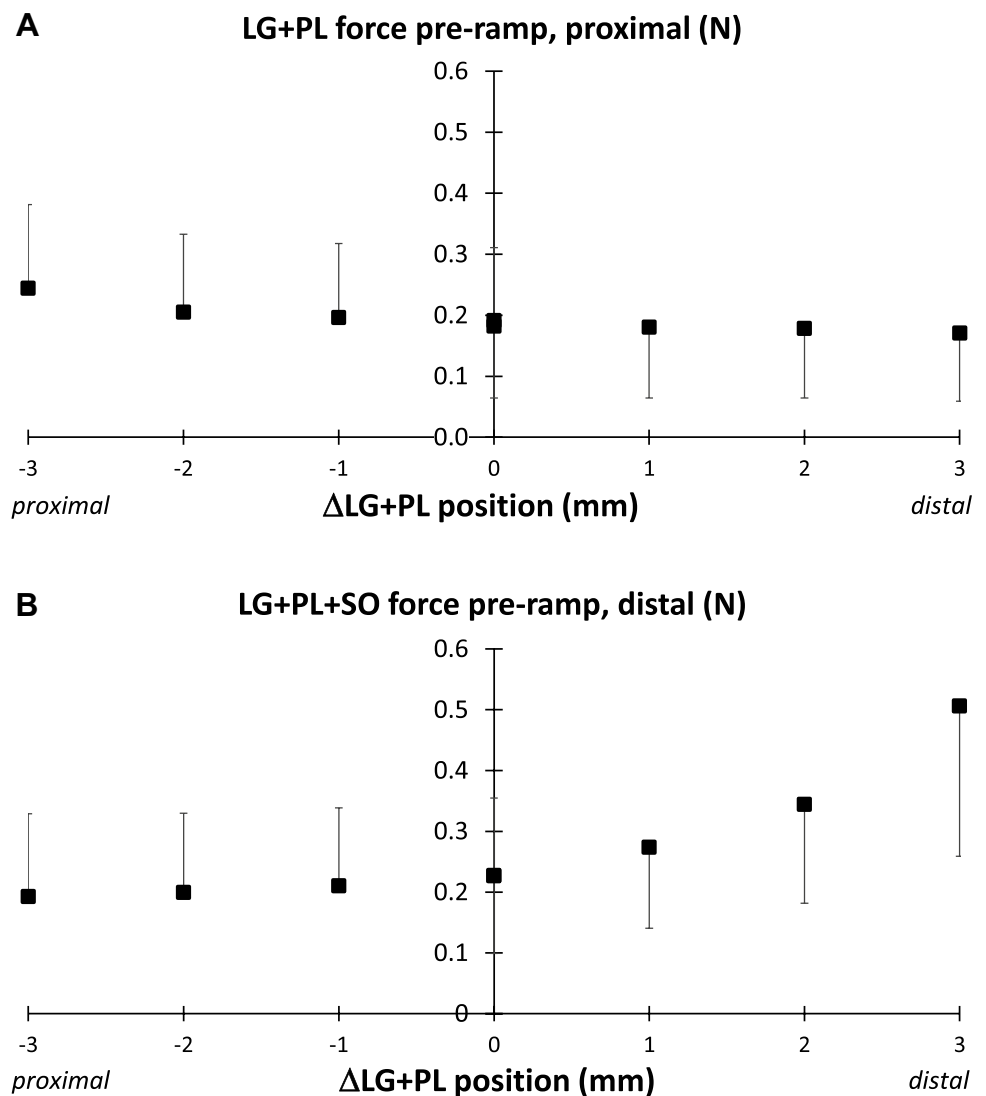 A
LG+PL force pre-ramp, proximal (N)
0.6
0.5
0.4
0.3
0.2
0.1
0.0
-3 -2 -1 0 1 2 3
proximal ΔLG+PL position (mm) distal
B
LG+PL+SO force pre-ramp, distal (N)
0.6
0.5
0.4
0.3
0.2
0.1
0
-3 -2 -1 0 1 2 3
proximal ΔLG+PL position (mm) distal